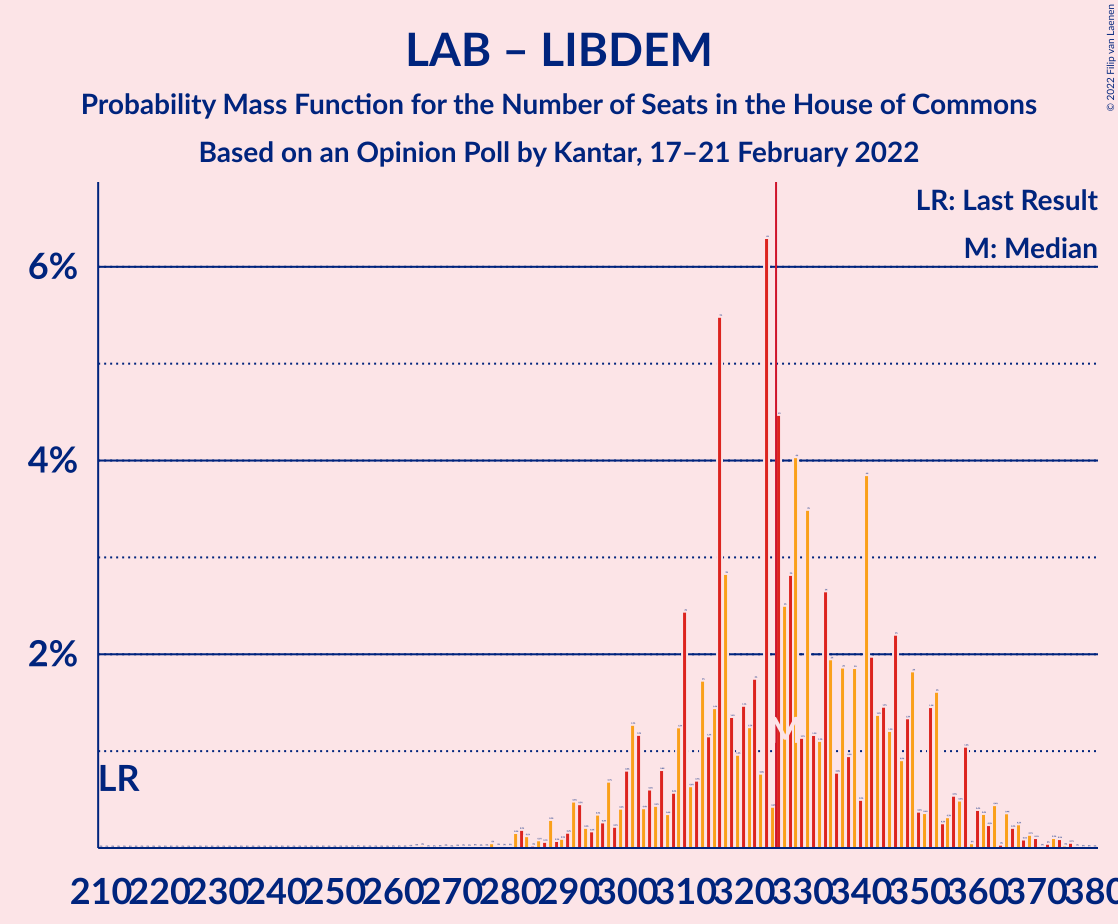 LAB – LIBDEM
Probability Mass Function for the Number of Seats in the House of Commons
Based on an Opinion Poll by Kantar, 17–21 February 2022
© 2022 Filip van Laenen
LR: Last Result
M: Median
6%
4%
2%
LR
M
210 220 230 240 250 260 270 280 290 300 310 320 330 340 350 360 370 380